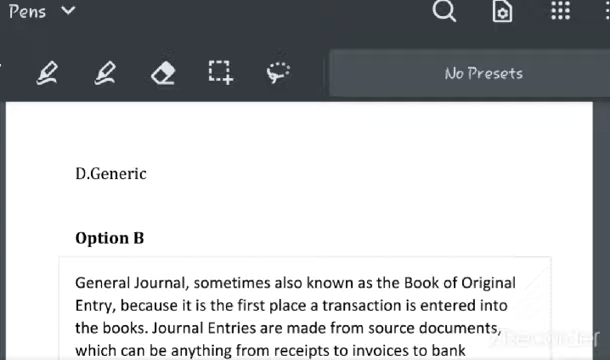 Pens
No Presets
D.Generic
Option B
General Journal, sometimes also known as the Book of Original
Entry, because it is the first place a transaction is entered into
the books. Journal Entries are made from source documents,
which can be anything from receipts to invoices to bank
Recorder